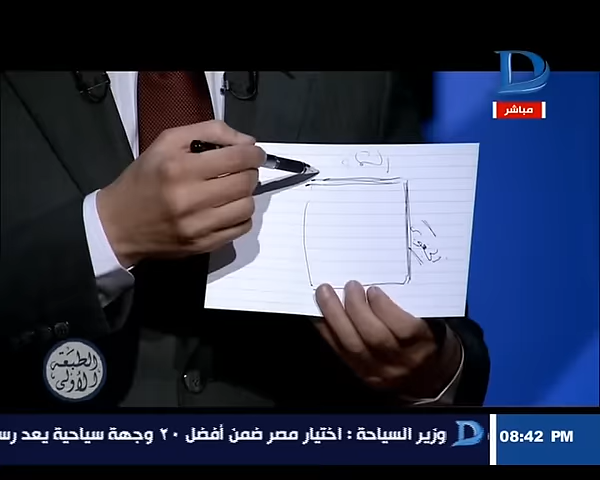 مباشر
الطبعة
الأولى
وزير السياحة : اختيار مصر ضمن أفضل ٢٠ وجهة سياحية يعد رس
08:42 PM